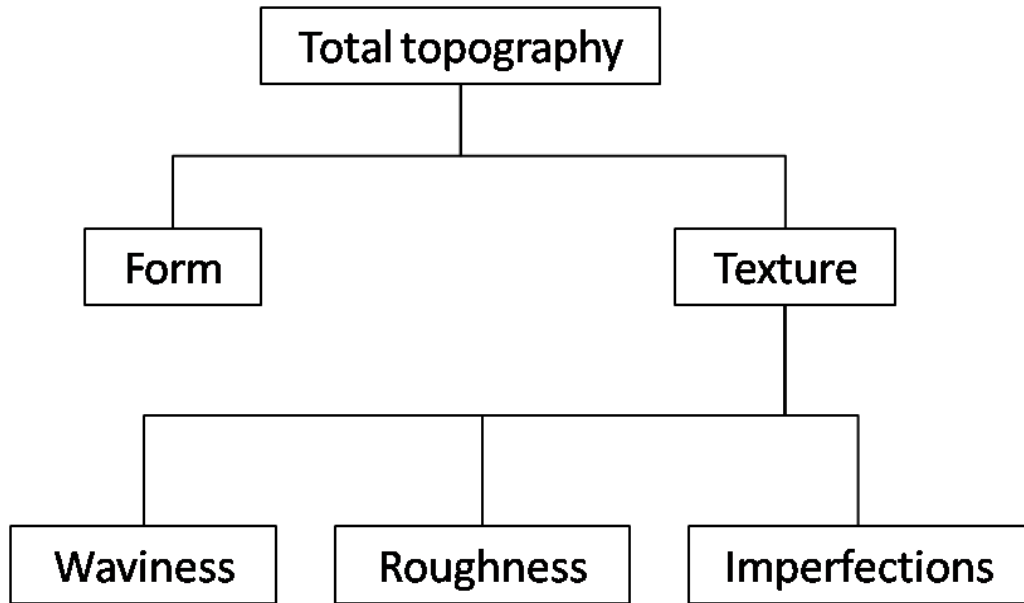 Total topography
Form
Texture
Waviness
Roughness
Imperfections